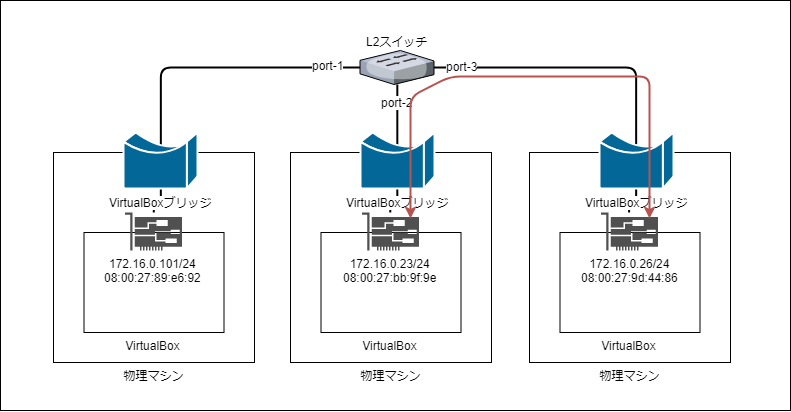 L2スイッチ
port-1
port-3
port-2
VirtualBoxブリッジ
VirtualBoxブリッジ
VirtualBoxブリッジ
172.16.0.101/24
08:00:27:89:e6:92
172.16.0.23/24
08:00:27:bb:9f:9e
172.16.0.26/24
08:00:27:9d:44:86
VirtualBox
VirtualBox
VirtualBox
物理マシン
物理マシン
物理マシン